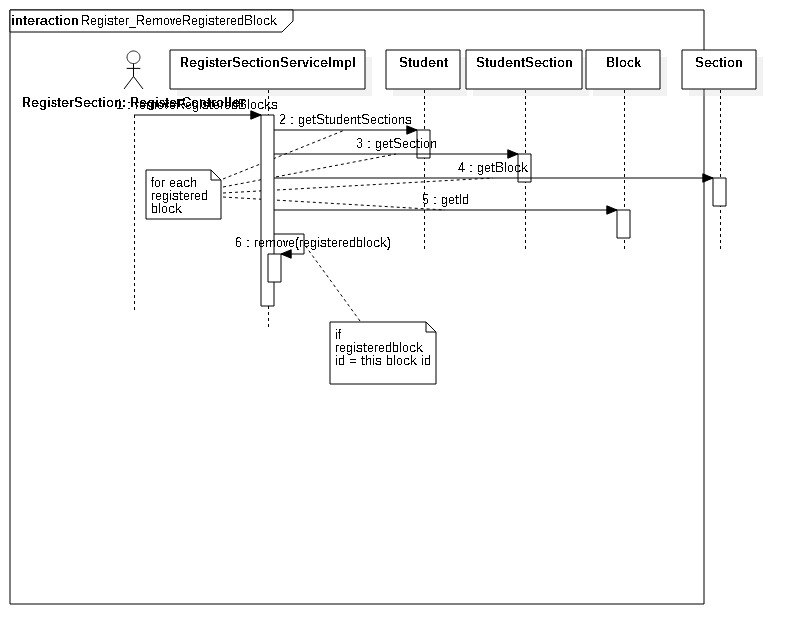 interaction Register_RemoveRegisteredBlock
RegisterSectionServiceImpl
Student
StudentSection
Block
Section
RegisterSection: RegisterController
1 : removeRegisteredBlocks
2 : getStudentSections
3 : getSection
4 : getBlock
for each
registered
block
5 : getId
6 : remove(registeredblock)
if
registeredblock
id = this block id